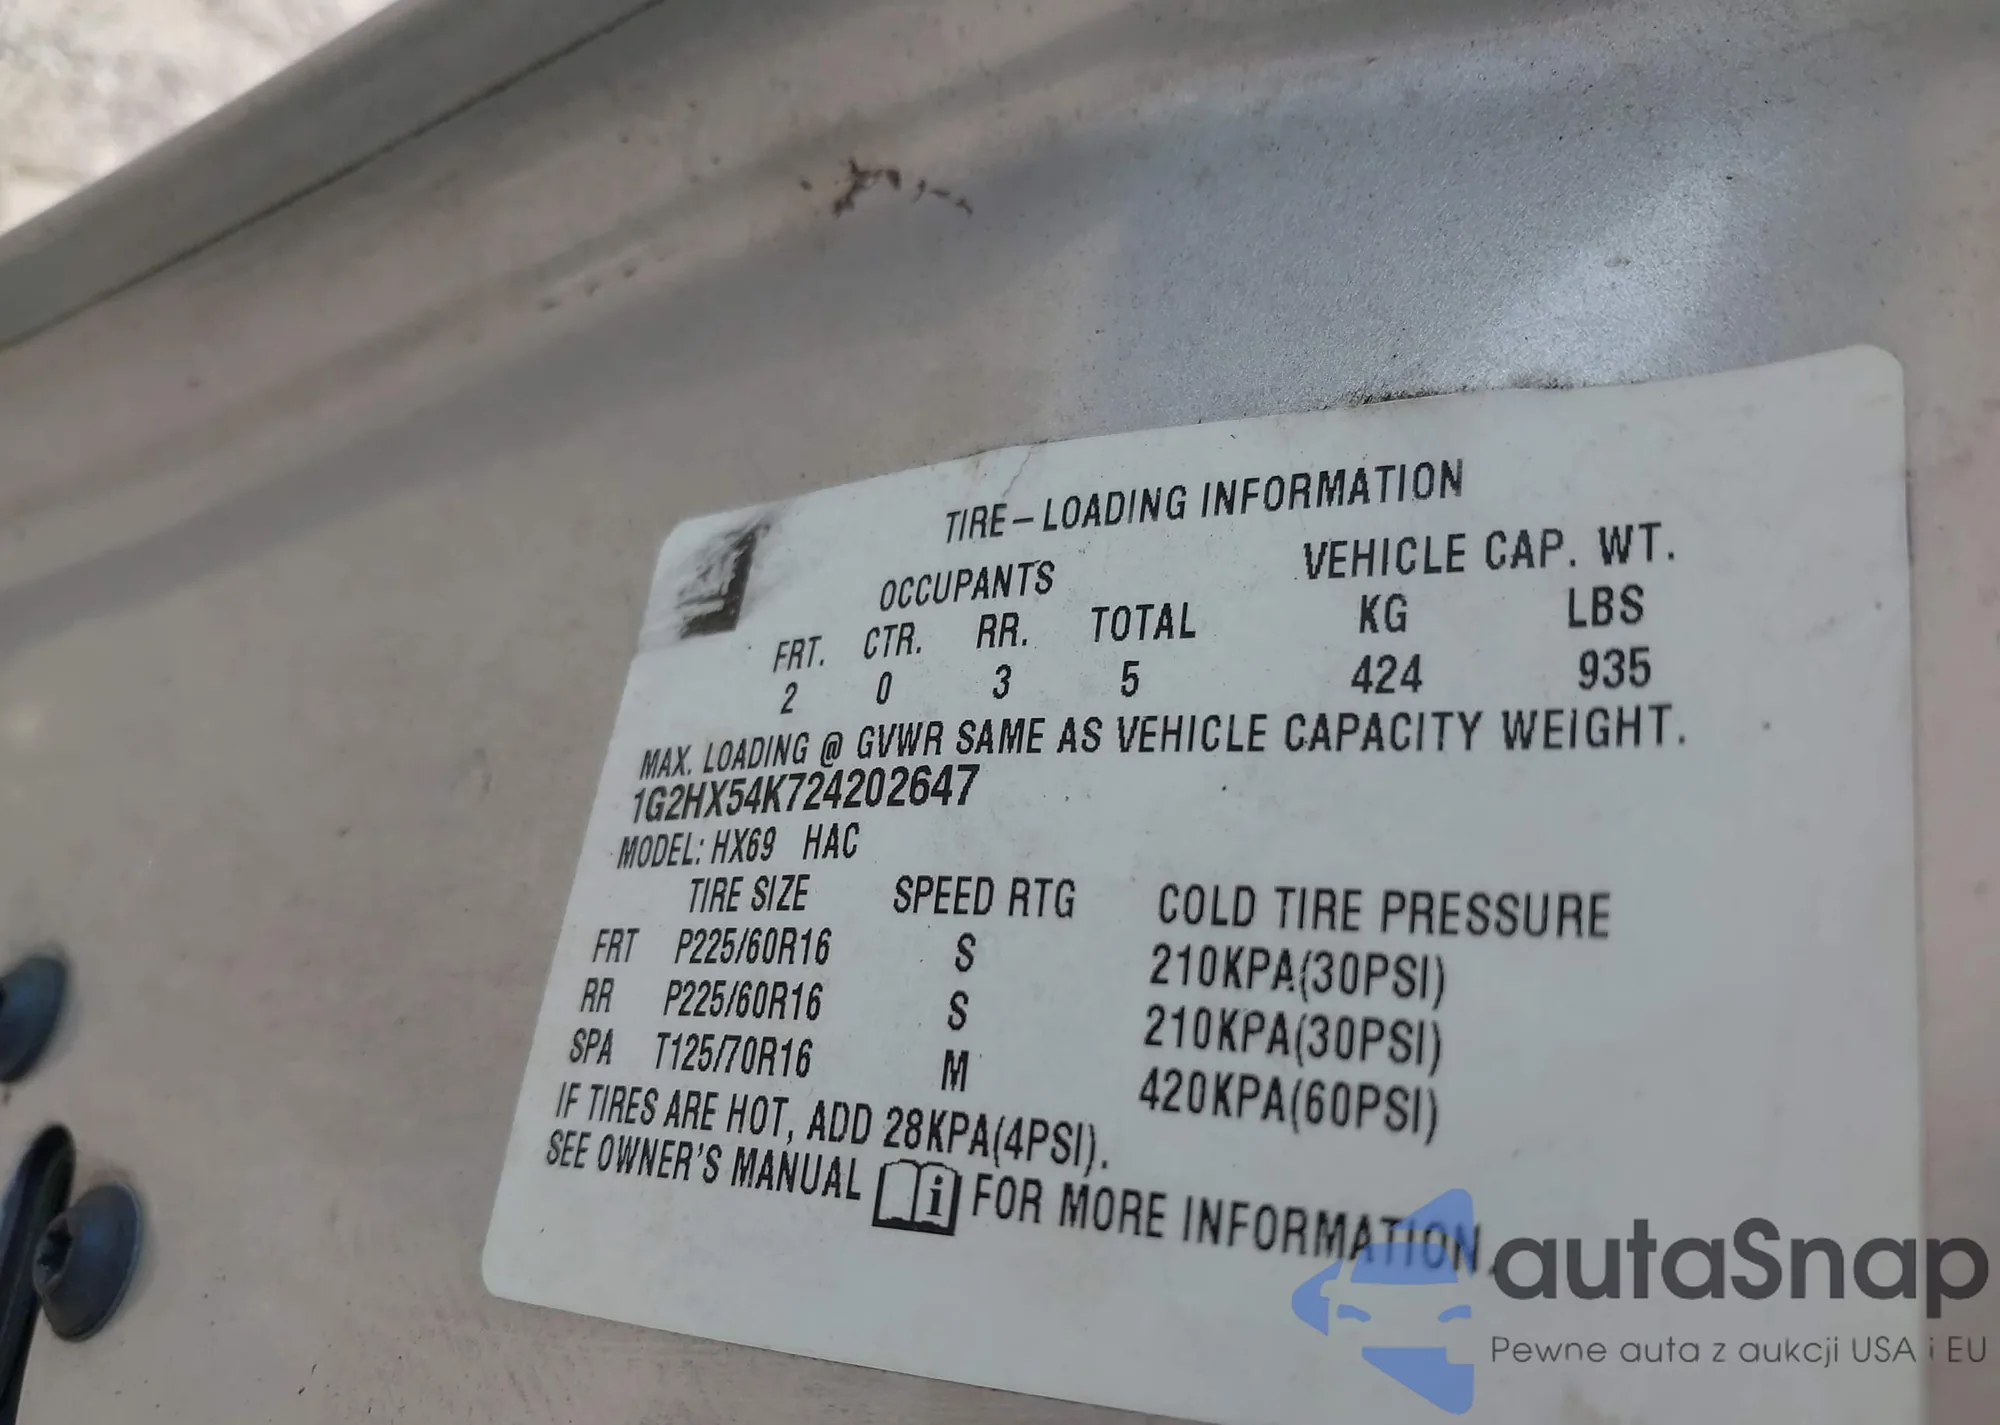 TIRE-LOADING INFORMATION
OCCUPANTS VEHICLE CAP. WT.
FRT. CTR. RR. TOTAL KG LBS
2 0 3 5 424 935
MAX. LOADING @ GVWR SAME AS VEHICLE CAPACITY WEIGHT.
1G2HX54K724202647
MODEL: HX69 HAC
TIRE SIZE SPEED RTG COLD TIRE PRESSURE
FRT P225/60R16 S 210KPA(30PSI)
RR P225/60R16 S 210KPA(30PSI)
SPA T125/70R16 M 420KPA(60PSI)
IF TIRES ARE HOT, ADD 28KPA(4PSI).
SEE OWNER'S MANUAL i FOR MORE INFORMATION.
autaSnap
Pewne auta z aukcji USA i EU